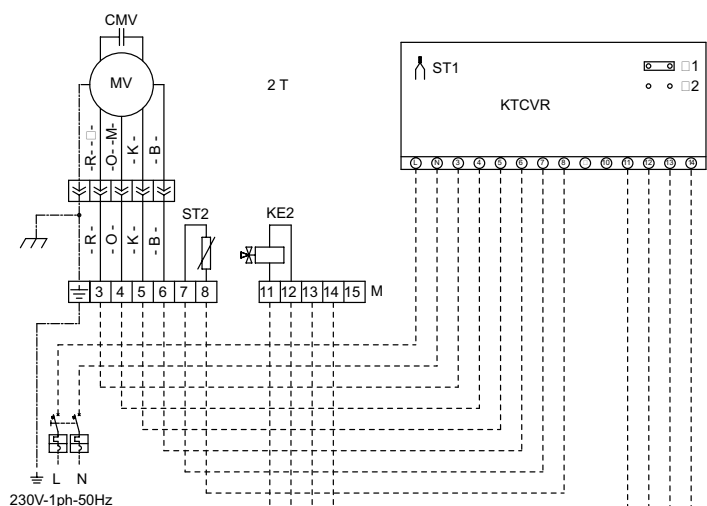 CMV
MV
2 T
ST1
KTCVR
□1
□2
L N 3 4 5 6 7 8 10 11 12 13 14
-R--□
-O--M-
-K-
-B-
ST2
KE2
-R-
-O-
-K-
-B-
3 4 5 6 7 8
11 12 13 14 15 M
L N
230V-1ph-50Hz